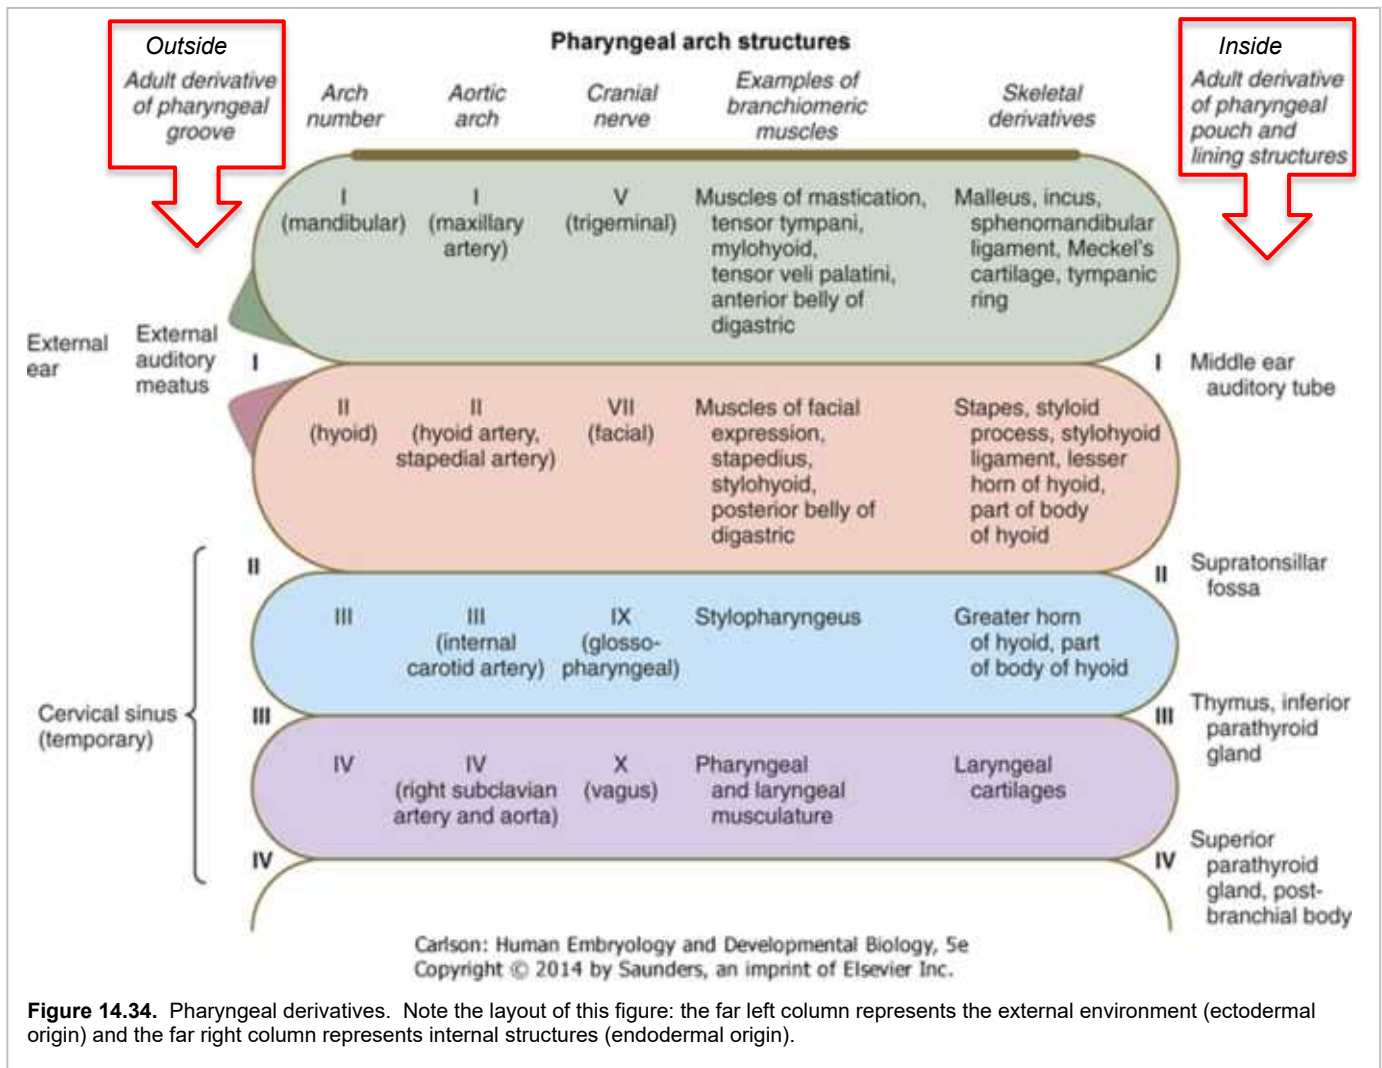 Pharyngeal arch structures
Outside
Adult derivative
of pharyngeal
groove
Arch
number
Aortic
arch
Cranial
nerve
Examples of
branchiomeric
muscles
Skeletal
derivatives
Inside
Adult derivative
of pharyngeal
pouch and
lining structures
I
(mandibular)
I
(maxillary
artery)
V
(trigeminal)
Muscles of mastication,
tensor tympani,
mylohyoid,
tensor veli palatini,
anterior belly of
digastric
Malleus, incus,
sphenomandibular
ligament, Meckel's
cartilage, tympanic
ring
External
ear
External
auditory
meatus
I
I
Middle ear
auditory tube
II
(hyoid)
II
(hyoid artery,
stapedial artery)
VII
(facial)
Muscles of facial
expression,
stapedius,
stylohyoid,
posterior belly of
digastric
Stapes, styloid
process, stylohyoid
ligament, lesser
horn of hyoid,
part of body
of hyoid
II
II
Supratonsillar
fossa
III
III
(internal
carotid artery)
IX
(glosso-
pharyngeal)
Stylopharyngeus
Greater horn
of hyoid, part
of body of hyoid
Cervical sinus
(temporary)
III
III
Thymus, inferior
parathyroid
gland
IV
IV
(right subclavian
artery and aorta)
X
(vagus)
Pharyngeal
and laryngeal
musculature
Laryngeal
cartilages
IV
IV
Superior
parathyroid
gland, post-
branchial body
Carlson: Human Embryology and Developmental Biology, 5e
Copyright © 2014 by Saunders, an imprint of Elsevier Inc.
Figure 14.34. Pharyngeal derivatives. Note the layout of this figure: the far left column represents the external environment (ectodermal
origin) and the far right column represents internal structures (endodermal origin).